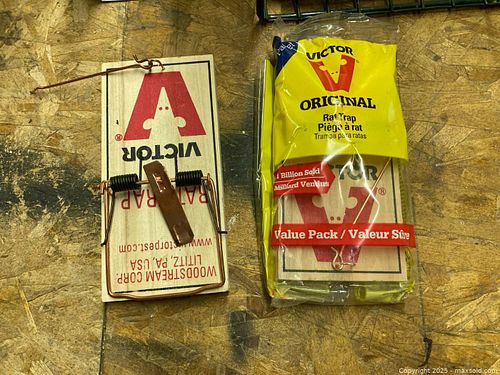 VICTOR
®
RAT TRAP
www.victorpest.com
WOODSTREAM CORP.
LITITZ, PA, USA
VICTOR
ORIGINAL
Rat Trap
Piège à rat
Trampa para ratas
1 Billion Sold
Milliard Vendus
VICTOR
®
Value Pack / Valeur Sûre
Copyright 2025 - maxsold.com